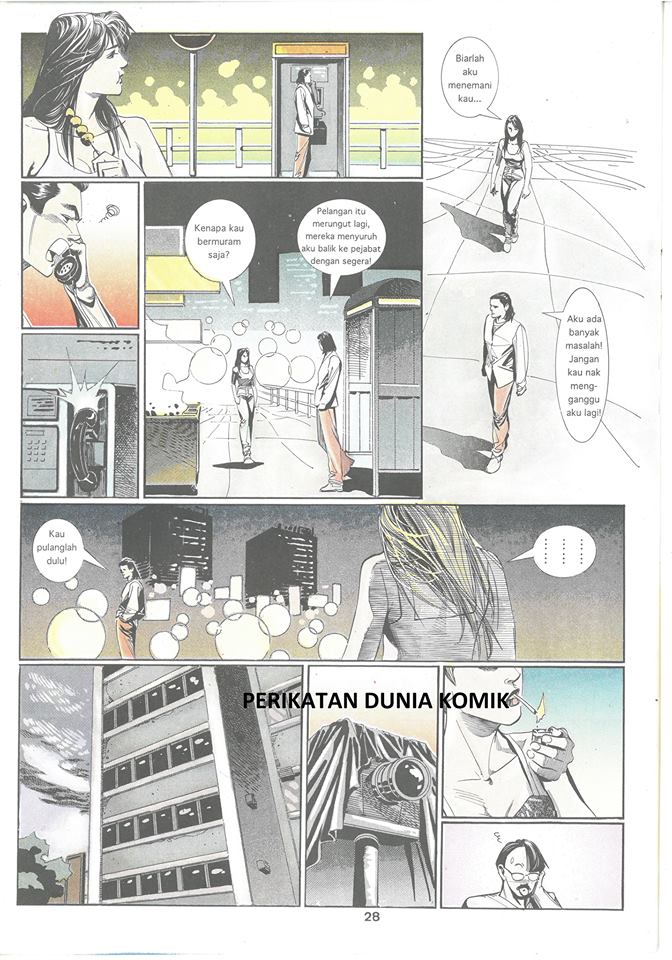 Kenapa kau
bermuram
saja?
Pelangan itu
merungut lagi,
mereka menyuruh
aku balik ke pejabat
dengan segera!
Biarlah
aku
menemani
kau...
Aku ada
banyak
masalah!
Jangan
kau nak
meng-
ganggu
aku lagi!
Kau
pulanglah
dulu!
PERIKATAN DUNIA KOMIK
28